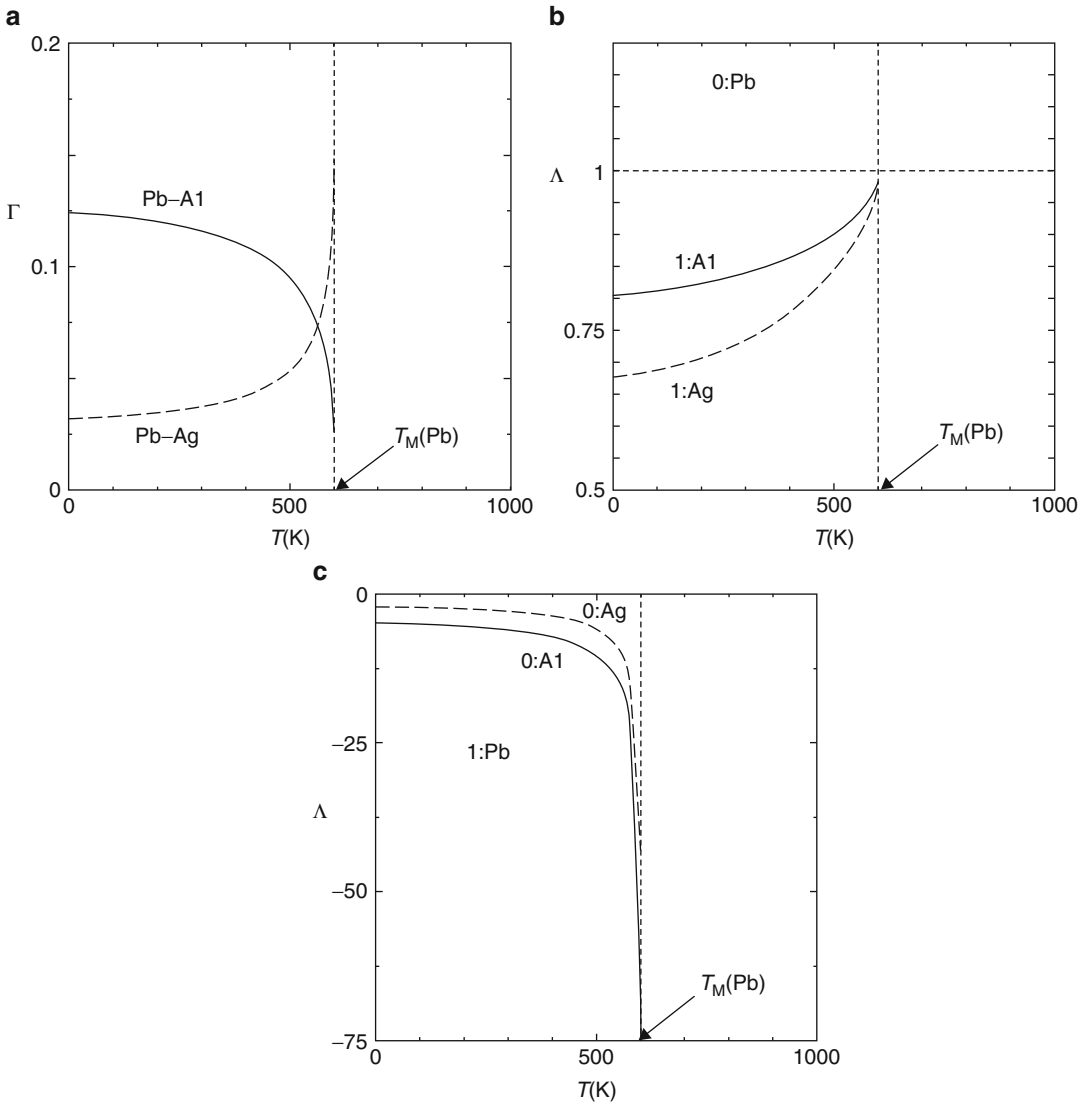 a
0.2
Pb–A1
Γ
0.1
Pb–Ag
T_M(Pb)
0
0
500
1000
T(K)
b
0:Pb
Λ
1
1:A1
0.75
1:Ag
T_M(Pb)
0.5
0
500
1000
T(K)
c
0
0:Ag
0:A1
−25
1:Pb
Λ
−50
T_M(Pb)
−75
0
500
1000
T(K)